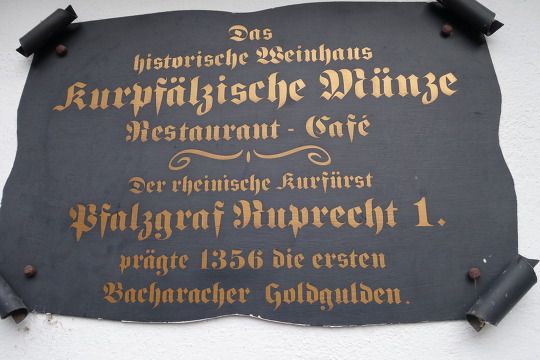 Das
historische Weinhaus
Kurpfälzische Münze
Restaurant - Café
Der rheinische Kurfürst
Pfalzgraf Ruprecht 1.
prägte 1356 die ersten
Bacharacher Goldgulden.